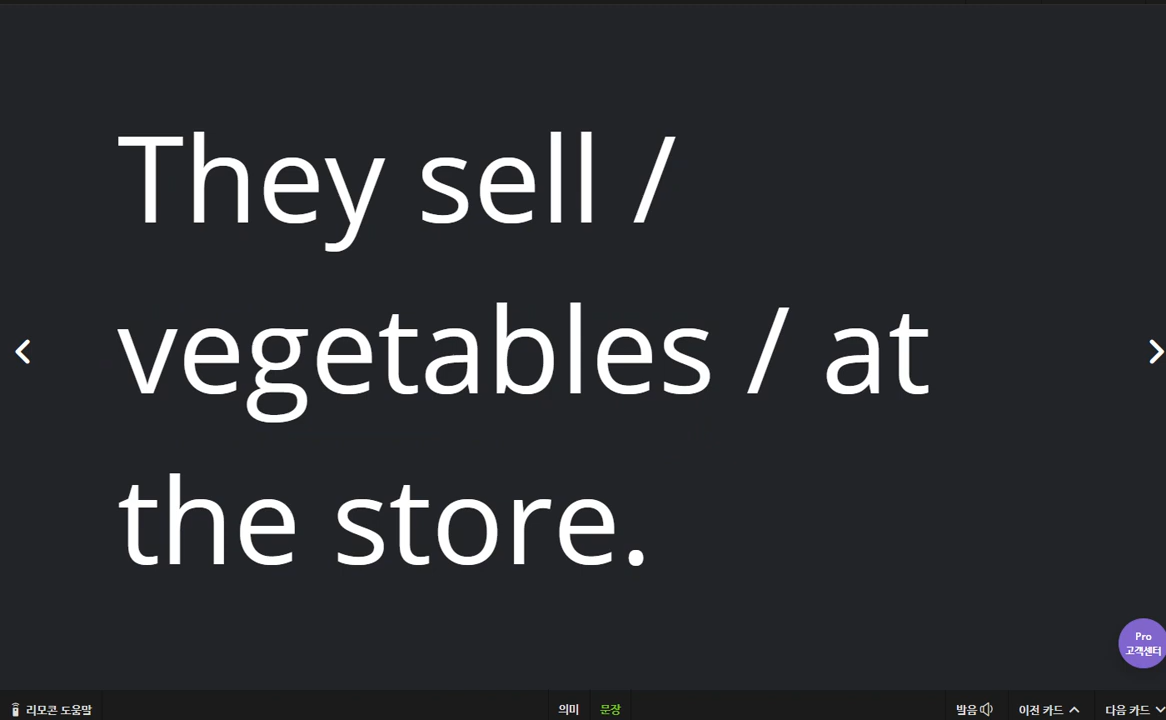 They sell /
vegetables / at
the store.
Pro
고객센터
리모콘 도움말
의미
문장
발음
이전 카드
다음 카드